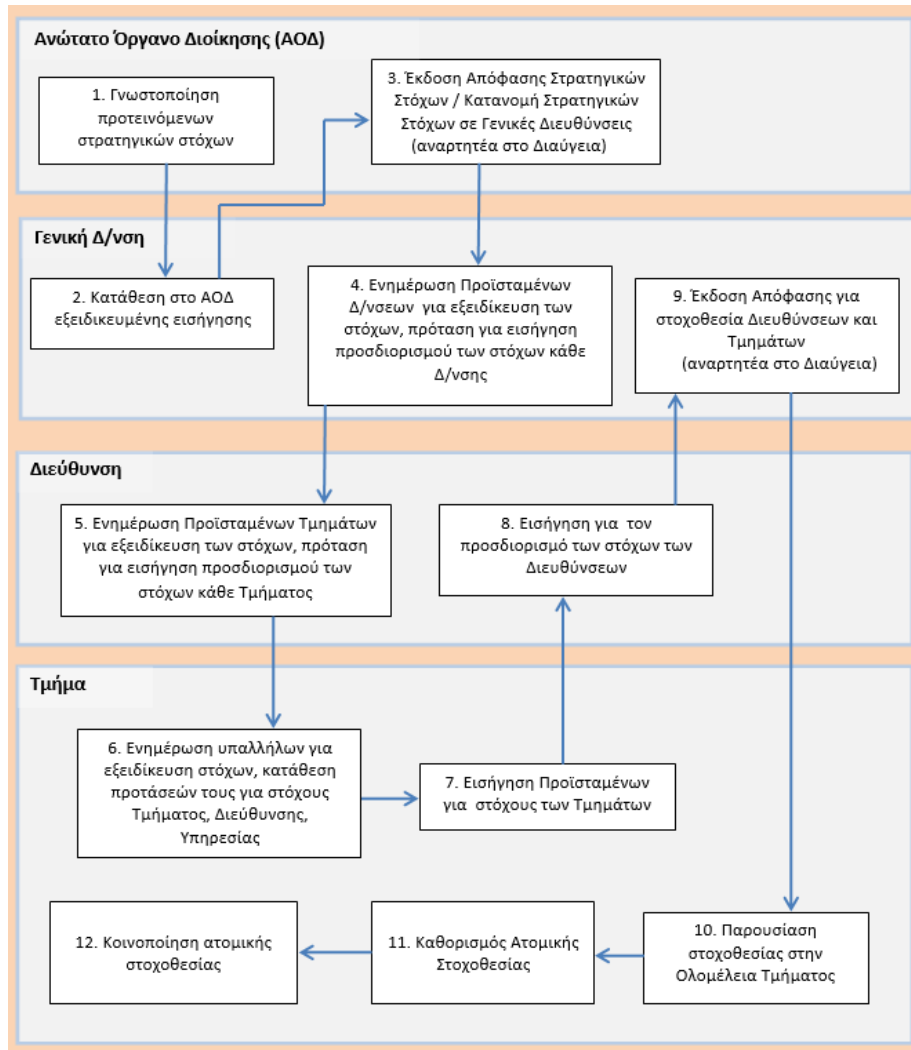 Ανώτατο Όργανο Διοίκησης (ΑΟΔ)
1. Γνωστοποίηση
προτεινόμενων
στρατηγικών στόχων
3. Έκδοση Απόφασης Στρατηγικών
Στόχων / Κατανομή Στρατηγικών
Στόχων σε Γενικές Διευθύνσεις
(αναρτητέα στο Διαύγεια)
Γενική Δ/νση
2. Κατάθεση στο ΑΟΔ
εξειδικευμένης εισήγησης
4. Ενημέρωση Προϊσταμένων
Δ/νσεων για εξειδίκευση των
στόχων, πρόταση για εισήγηση
προσδιορισμού των στόχων κάθε
Δ/νσης
9. Έκδοση Απόφασης για
στοχοθεσία Διευθύνσεων και
Τμημάτων
(αναρτητέα στο Διαύγεια)
Διεύθυνση
5. Ενημέρωση Προϊσταμένων Τμημάτων
για εξειδίκευση των στόχων, πρόταση
για εισήγηση προσδιορισμού των
στόχων κάθε Τμήματος
8. Εισήγηση για τον
προσδιορισμό των στόχων των
Διευθύνσεων
Τμήμα
6. Ενημέρωση υπαλλήλων για
εξειδίκευση στόχων, κατάθεση
προτάσεών τους για στόχους
Τμήματος, Διεύθυνσης,
Υπηρεσίας
7. Εισήγηση Προϊσταμένων
για στόχους των Τμημάτων
12. Κοινοποίηση ατομικής
στοχοθεσίας
11. Καθορισμός Ατομικής
Στοχοθεσίας
10. Παρουσίαση
στοχοθεσίας στην
Ολομέλεια Τμήματος